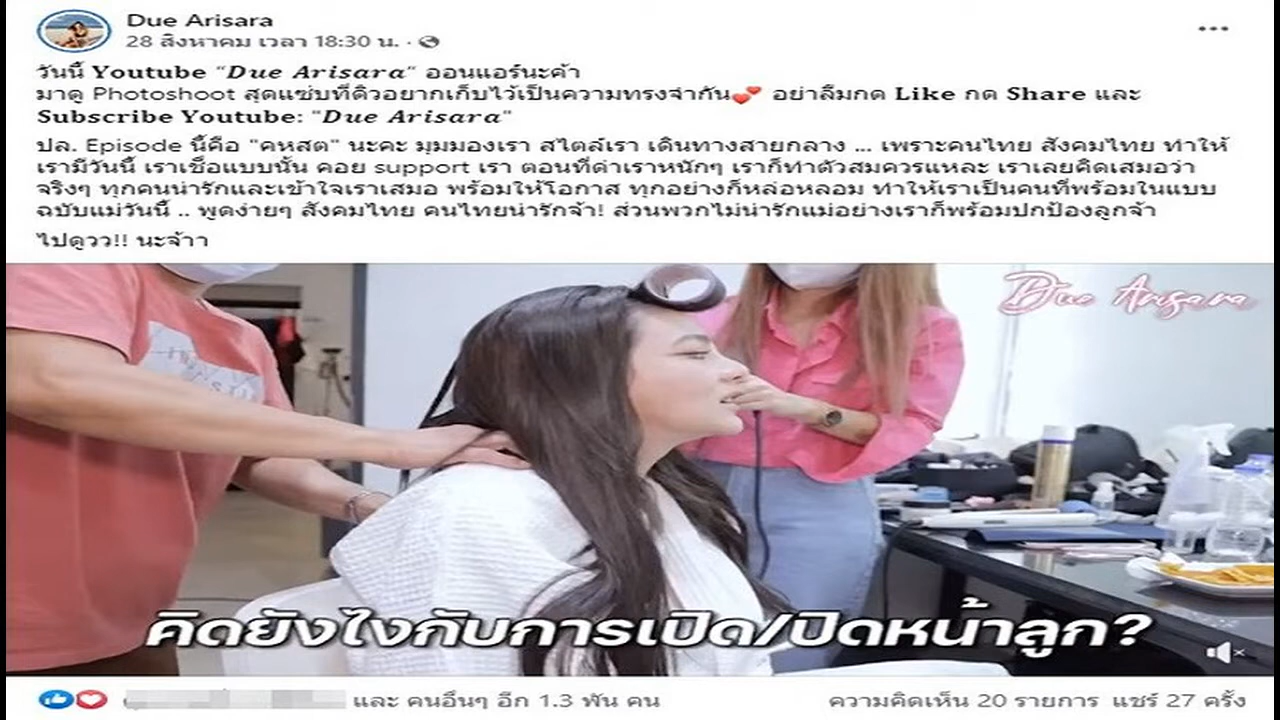 Due Arisara
28 สิงหาคม เวลา 18:30 น. ·
วันนี้ Youtube "Due Arisara" ออนแอร์นะค้า
มาดู Photoshoot สุดแซ่บที่ดิวอยากเก็บไว้เป็นความทรงจำกัน💕 อย่าลืมกด Like กด Share และ
Subscribe Youtube: "Due Arisara"
ปล. Episode นี้คือ "คหสต" นะคะ มุมมองเรา สไตล์เรา เดินทางสายกลาง ... เพราะคนไทย สังคมไทย ทำให้
เรามีวันนี้ เราเชื่อแบบนั้น คอย support เรา ตอนที่ด่าเราหนักๆ เราก็ทำตัวสมควรแหละ เราเลยคิดเสมอว่า
จริงๆ ทุกคนน่ารักและเข้าใจเราเสมอ พร้อมให้โอกาส ทุกอย่างก็หล่อหลอม ทำให้เราเป็นคนที่พร้อมในแบบ
ฉบับแม่วันนี้ .. พูดง่ายๆ สังคมไทย คนไทยน่ารักจ้า! ส่วนพวกไม่น่ารักแม่อย่างเราก็พร้อมปกป้องลูกจ้า
ไปดูวว!! นะจ้าา
Due Arisara
คิดยังไงกับการเปิด/ปิดหน้าลูก?
และ คนอื่นๆ อีก 1.3 พัน คน
ความคิดเห็น 20 รายการ แชร์ 27 ครั้ง